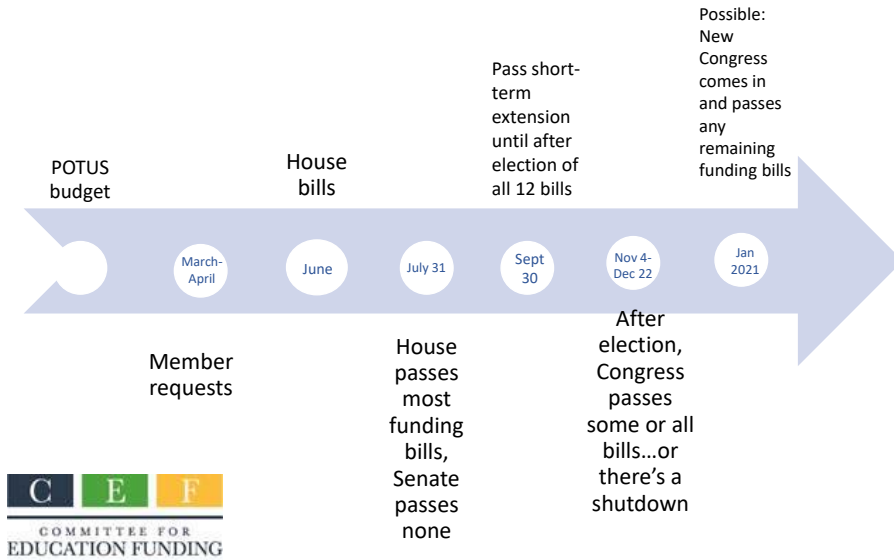 POTUS
budget
March-
April
Member
requests
House
bills
June
July 31
House
passes
most
funding
bills,
Senate
passes
none
Pass short-
term
extension
until after
election of
all 12 bills
Sept
30
Nov 4-
Dec 22
After
election,
Congress
passes
some or all
bills...or
there's a
shutdown
Possible:
New
Congress
comes in
and passes
any
remaining
funding bills
Jan
2021
C E F
COMMITTEE FOR
EDUCATION FUNDING